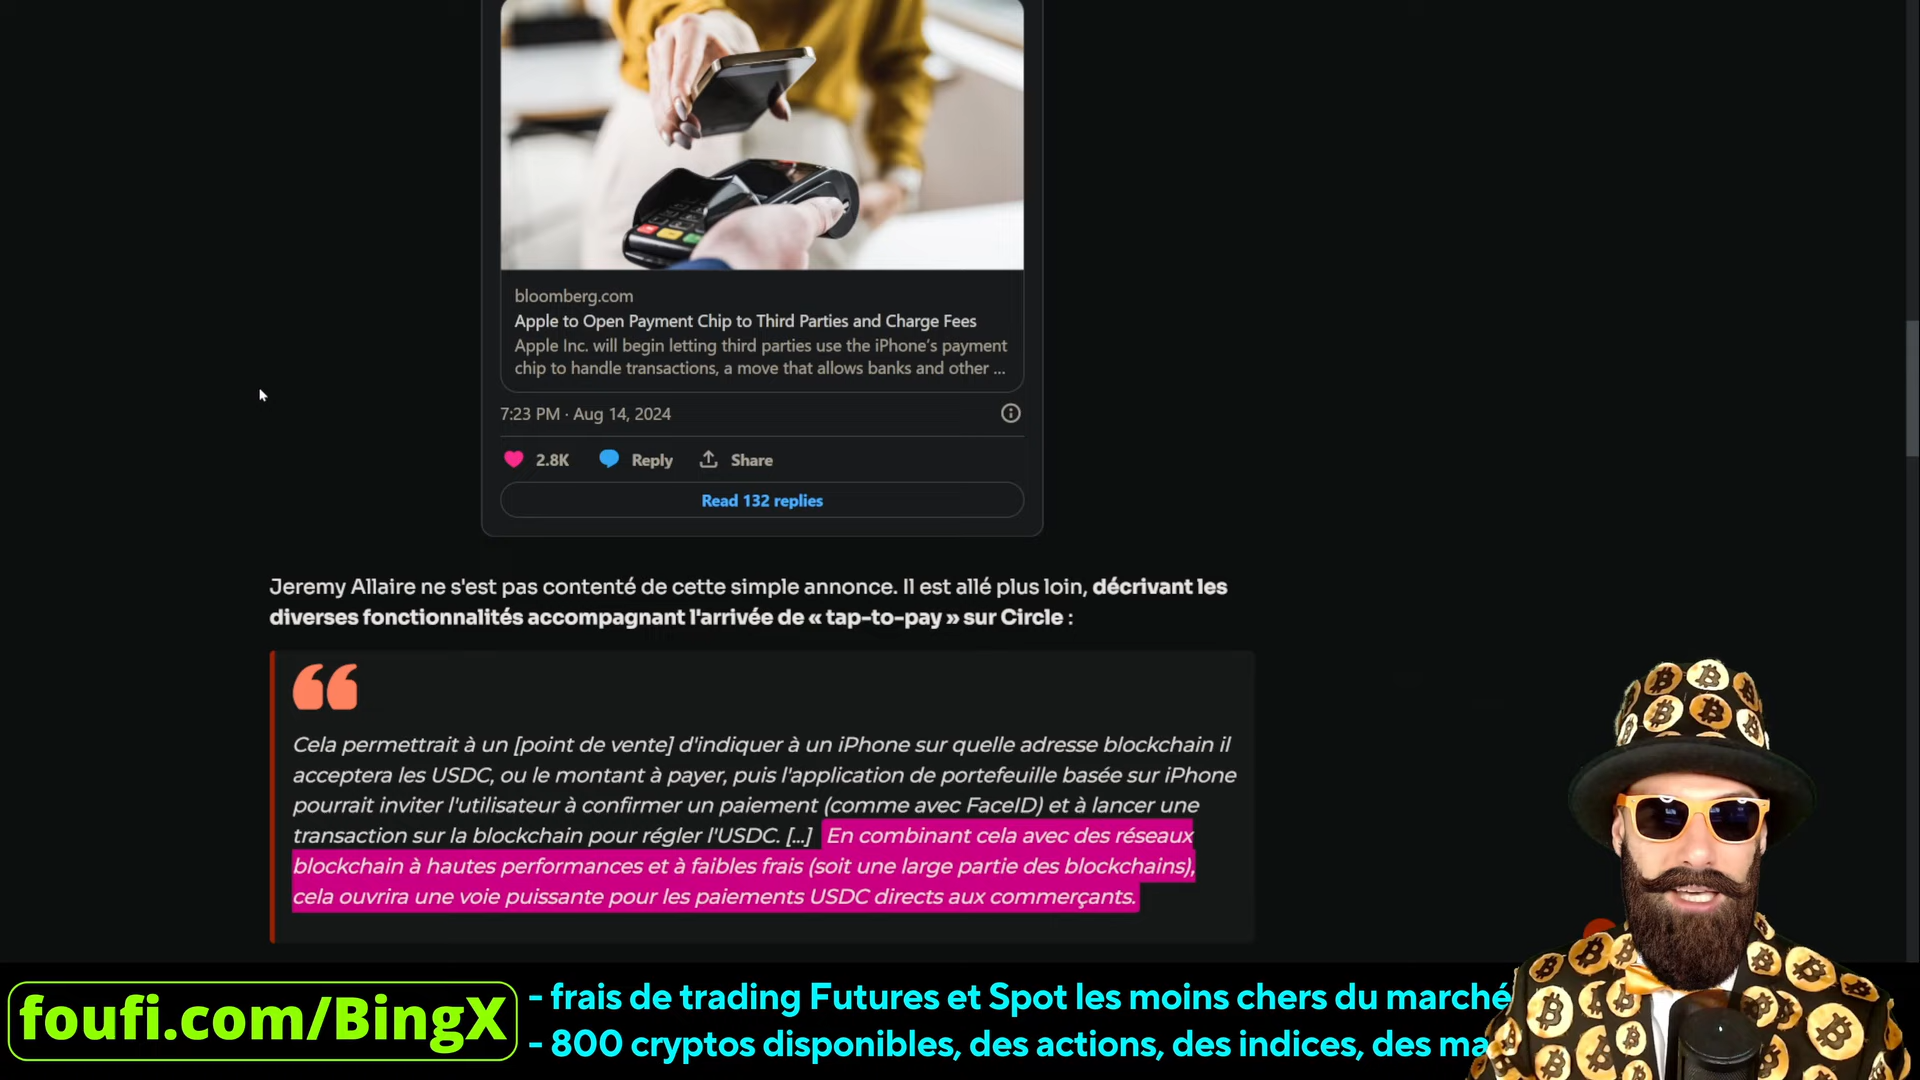 bloomberg.com
Apple to Open Payment Chip to Third Parties and Charge Fees
Apple Inc. will begin letting third parties use the iPhone's payment
chip to handle transactions, a move that allows banks and other ...
7:23 PM · Aug 14, 2024
2.8K Reply Share
Read 132 replies
Jeremy Allaire ne s'est pas contenté de cette simple annonce. Il est allé plus loin, décrivant les
diverses fonctionnalités accompagnant l'arrivée de « tap-to-pay » sur Circle :
Cela permettrait à un [point de vente] d'indiquer à un iPhone sur quelle adresse blockchain il
acceptera les USDC, ou le montant à payer, puis l'application de portefeuille basée sur iPhone
pourrait inviter l'utilisateur à confirmer un paiement (comme avec FaceID) et à lancer une
transaction sur la blockchain pour régler l'USDC. [...] En combinant cela avec des réseaux
blockchain à hautes performances et à faibles frais (soit une large partie des blockchains),
cela ouvrira une voie puissante pour les paiements USDC directs aux commerçants.
foufi.com/BingX
- frais de trading Futures et Spot les moins chers du marché
- 800 cryptos disponibles, des actions, des indices, des ma